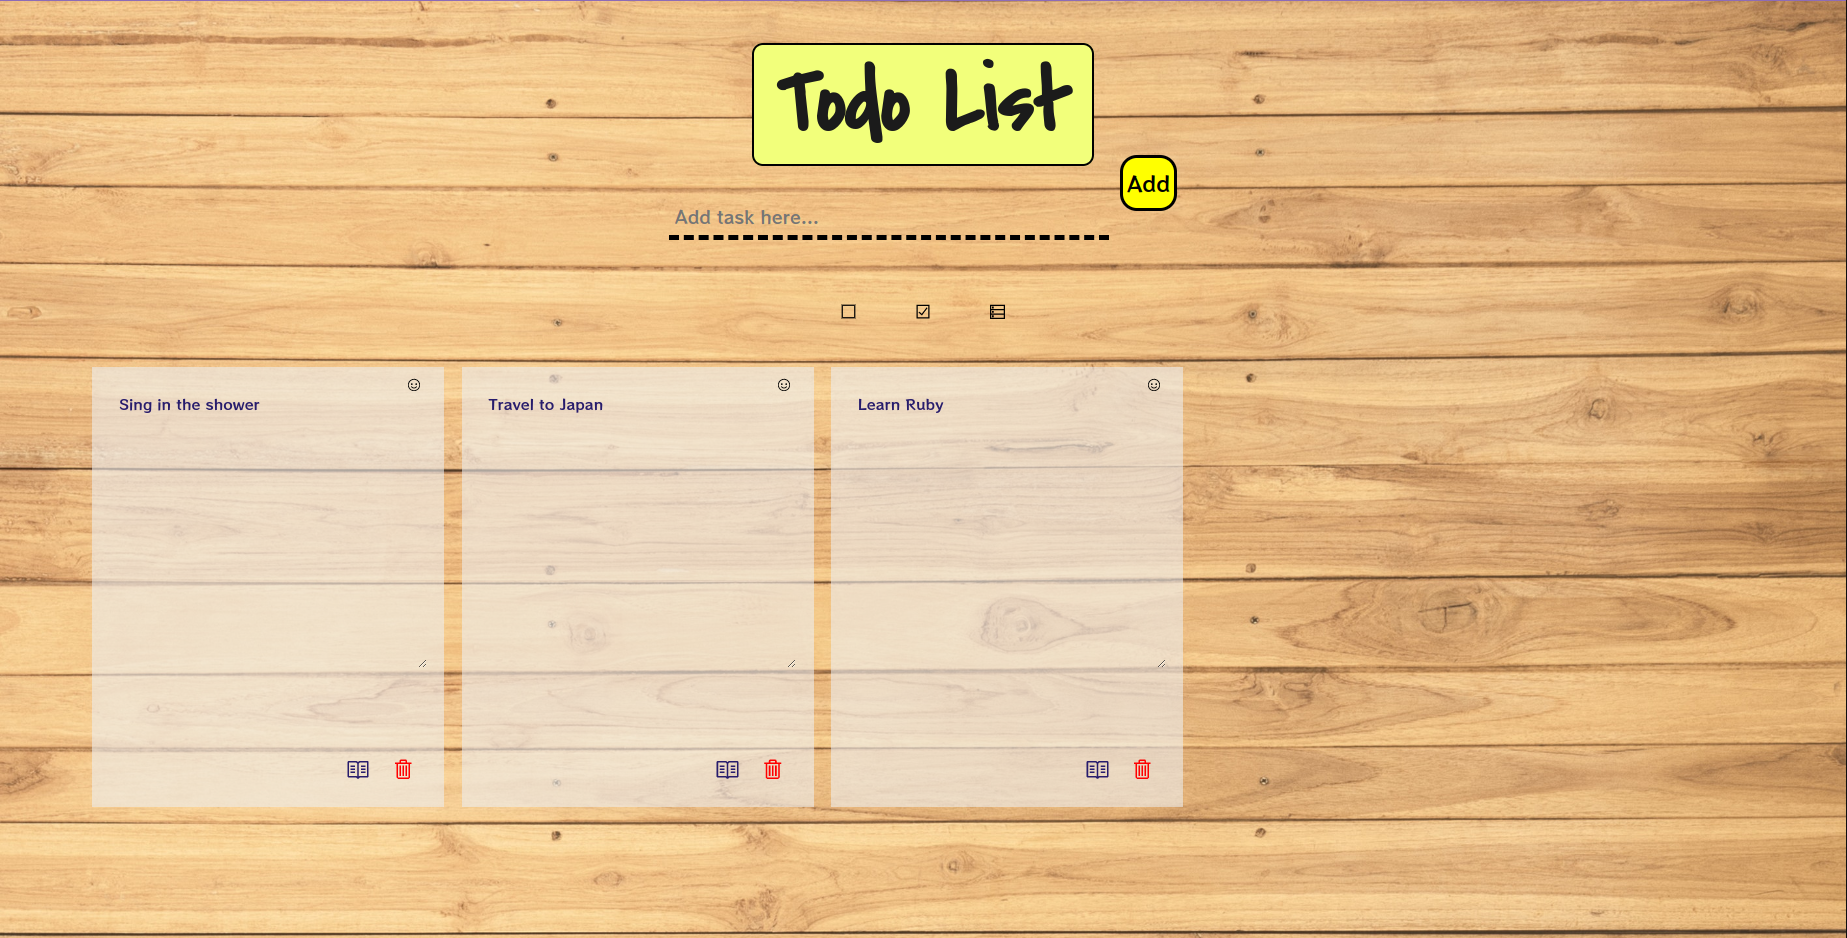 Todo List
Add
Add task here...
Sing in the shower
Travel to Japan
Learn Ruby